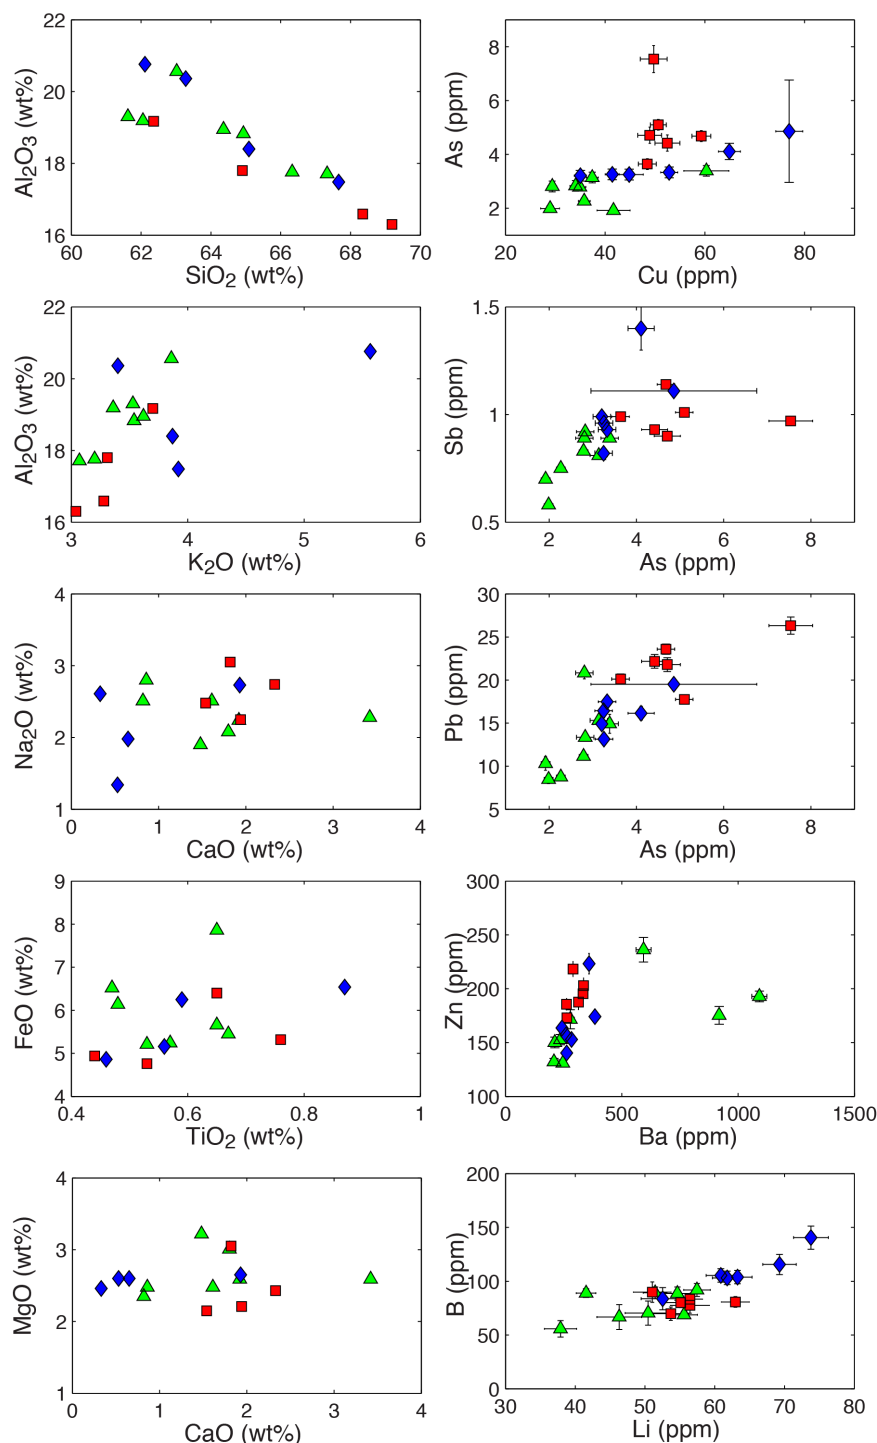 22
20
18
16
Al₂O₃ (wt%)
60 62 64 66 68 70
SiO₂ (wt%)
8
6
4
2
As (ppm)
20 40 60 80
Cu (ppm)
22
20
18
16
Al₂O₃ (wt%)
3 4 5 6
K₂O (wt%)
1.5
1
0.5
Sb (ppm)
2 4 6 8
As (ppm)
4
3
2
1
Na₂O (wt%)
0 1 2 3 4
CaO (wt%)
30
25
20
15
10
5
Pb (ppm)
2 4 6 8
As (ppm)
9
8
7
6
5
4
FeO (wt%)
0.4 0.6 0.8 1
TiO₂ (wt%)
300
250
200
150
100
Zn (ppm)
0 500 1000 1500
Ba (ppm)
4
3
2
1
MgO (wt%)
0 1 2 3 4
CaO (wt%)
200
150
100
50
0
B (ppm)
30 40 50 60 70 80
Li (ppm)